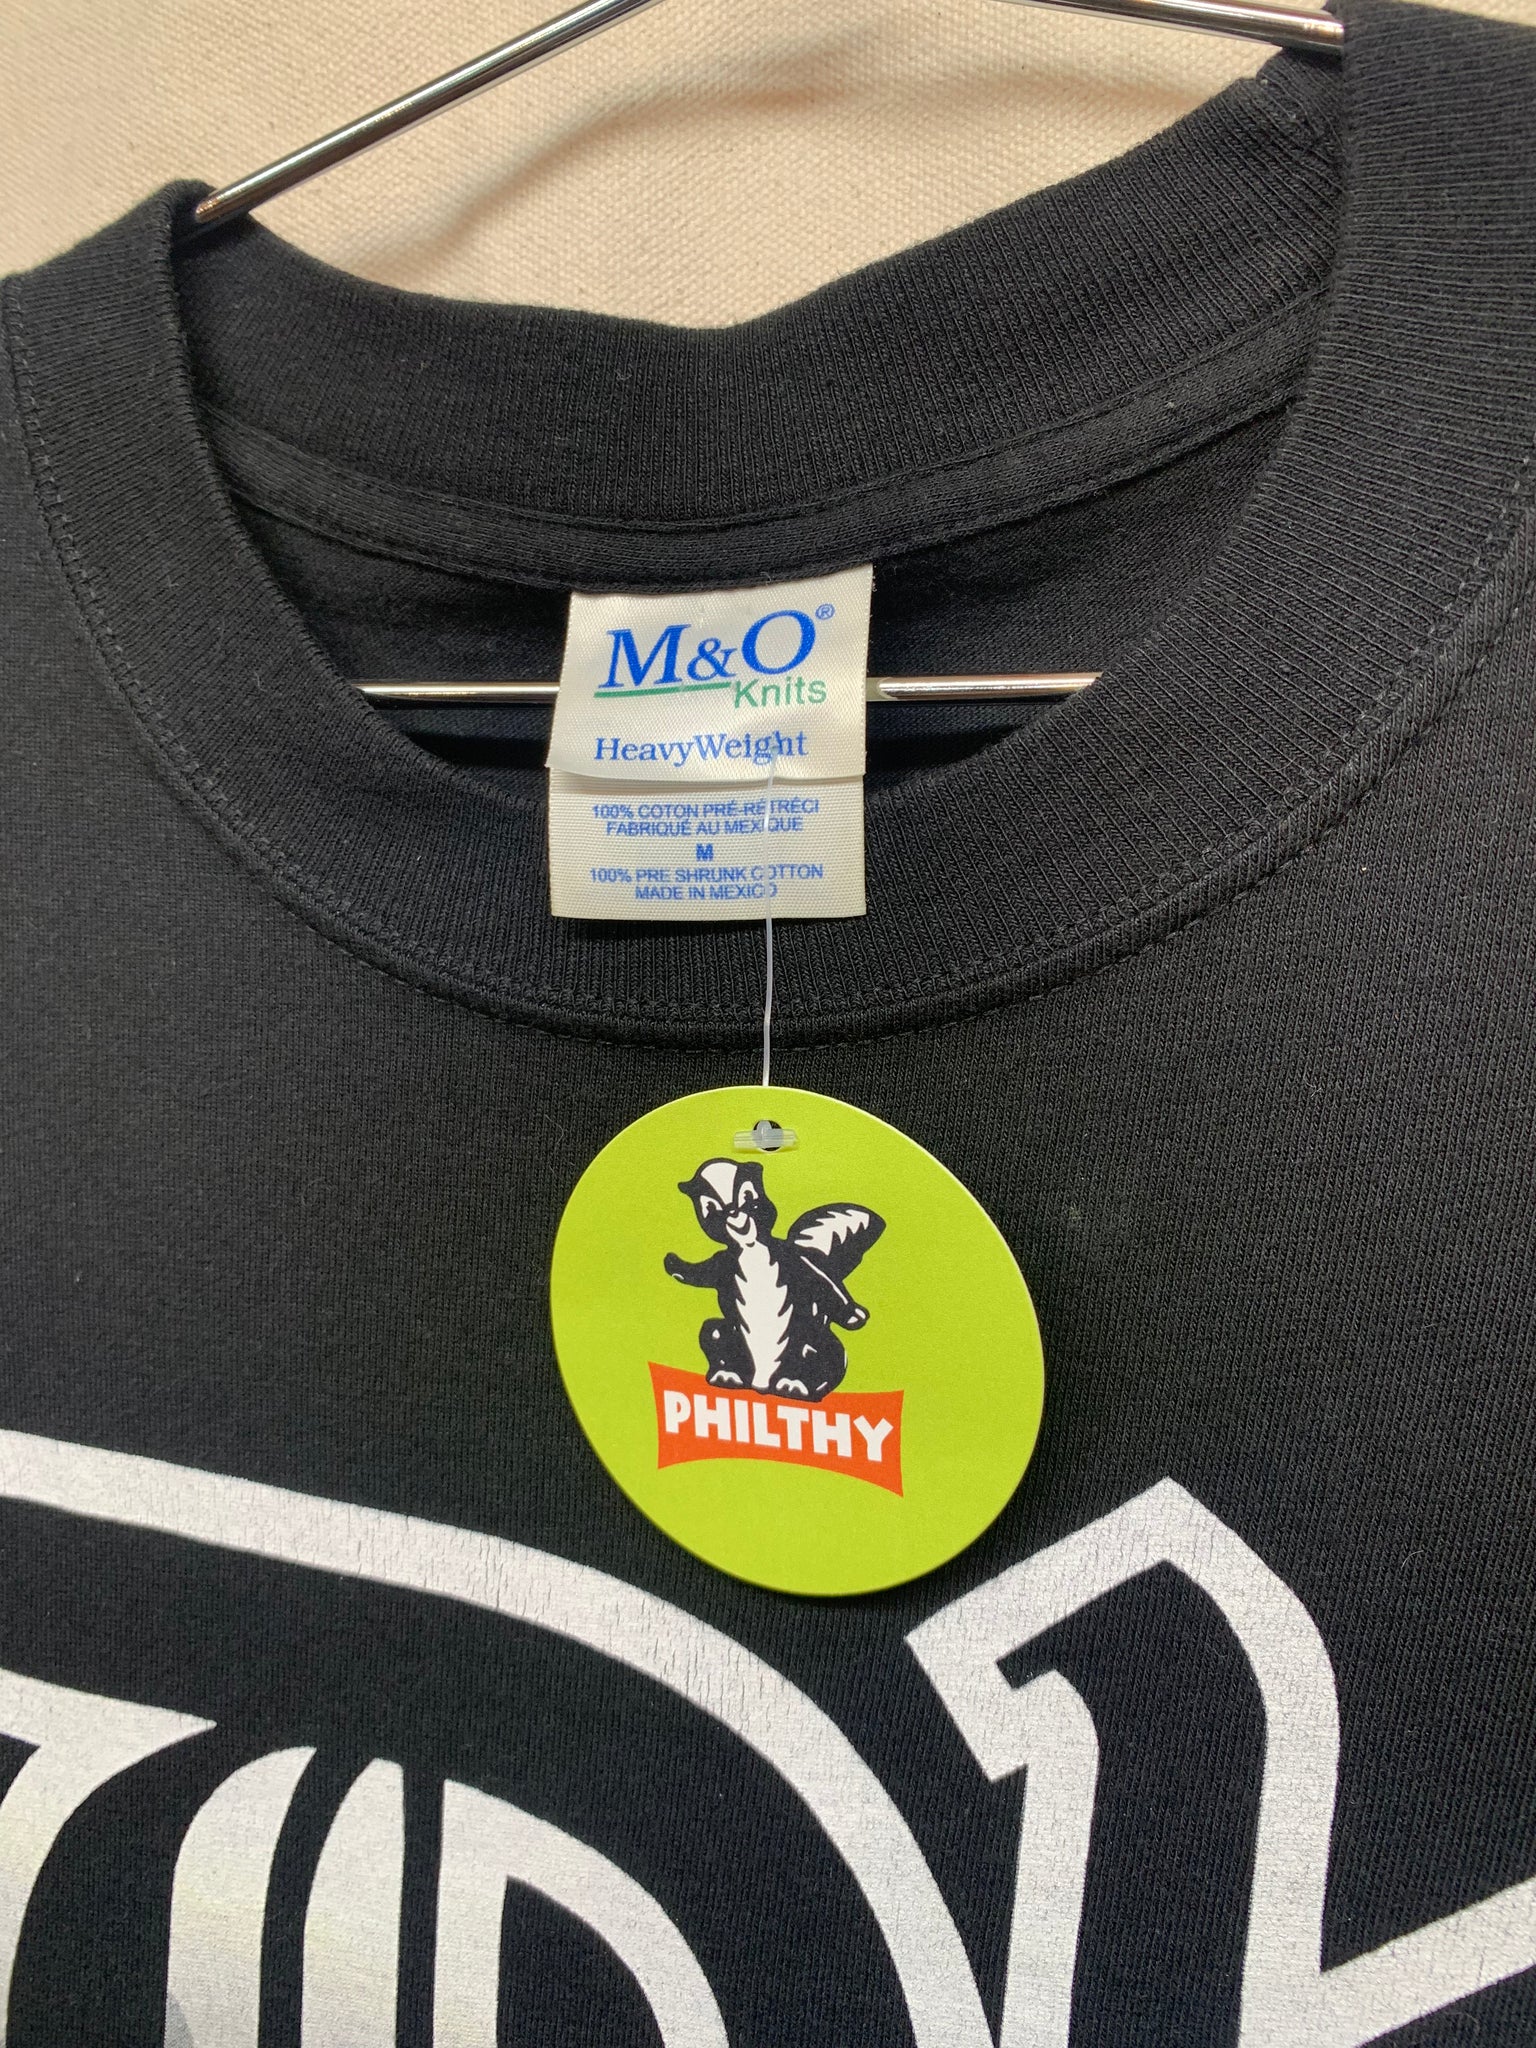 M&O®
Knits
HeavyWeight
100% COTON PRÉ-RÉTRÉCI
FABRIQUÉ AU MEXIQUE
M
100% PRE SHRUNK COTTON
MADE IN MEXICO
PHILTHY